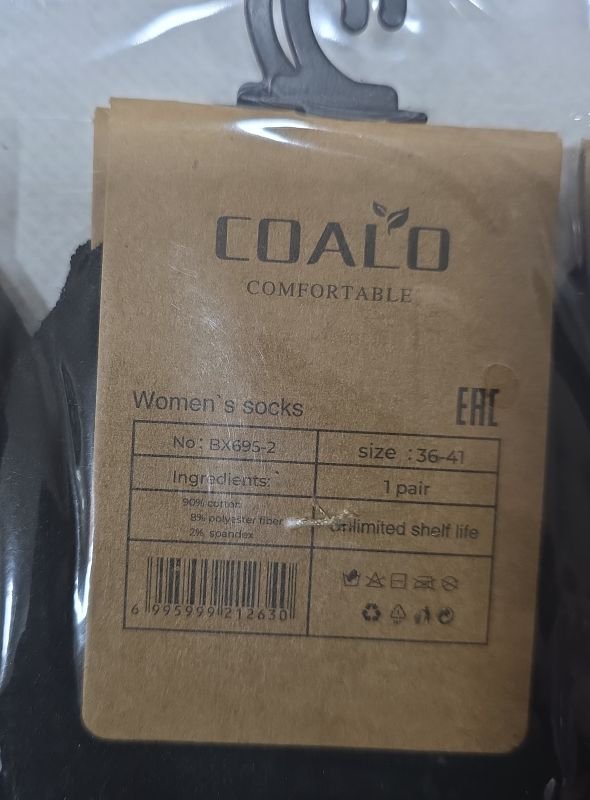 COALO
COMFORTABLE
Women`s socks
EAC
No: BX695-2
size : 36-41
Ingredients:
1 pair
90% cotton
8% polyester fiber
2% spandex
Unlimited shelf life
6 995999 212630